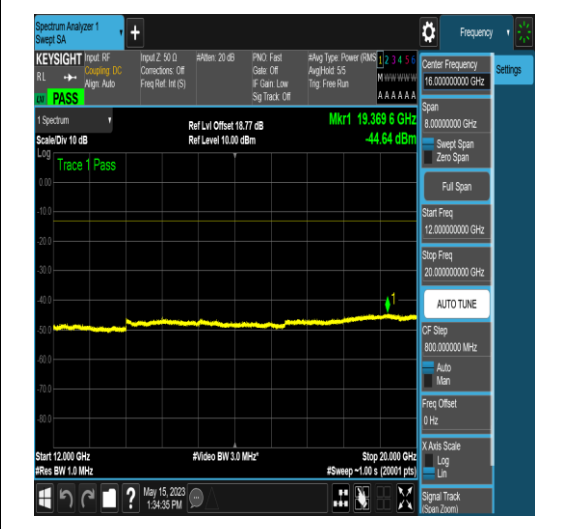 Spectrum Analyzer 1
Swept SA
+
Frequency
KEYSIGHT
RL
PASS
Input: RF
Coupling: DC
Align: Auto
Input Z: 50 Ω
Corrections: Off
Freq Ref: Int (S)
#Atten: 20 dB
PNO: Fast
Gate: Off
IF Gain: Low
Sig Track: Off
#Avg Type: Power (RMS
Avg|Hold: 5/5
Trig: Free Run
1 2 3 4 5 6
M W W W W W
A A A A A A
Center Frequency
16.000000000 GHz
Settings
Span
8.00000000 GHz
Swept Span
Zero Span
Full Span
Start Freq
12.000000000 GHz
Stop Freq
20.000000000 GHz
AUTO TUNE
CF Step
800.000000 MHz
Auto
Man
Freq Offset
0 Hz
X Axis Scale
Log
Lin
Signal Track
(Span Zoom)
1 Spectrum
Scale/Div 10 dB
Ref Lvl Offset 18.77 dB
Ref Level 10.00 dBm
Mkr1 19.369 6 GHz
-44.64 dBm
Log
Trace 1 Pass
0.00
-10.0
-20.0
-30.0
-40.0
-50.0
-60.0
-70.0
-80.0
1
Start 12.000 GHz
#Res BW 1.0 MHz
#Video BW 3.0 MHz*
Stop 20.000 GHz
#Sweep ~1.00 s (20001 pts)
?
May 15, 2023
1:34:35 PM